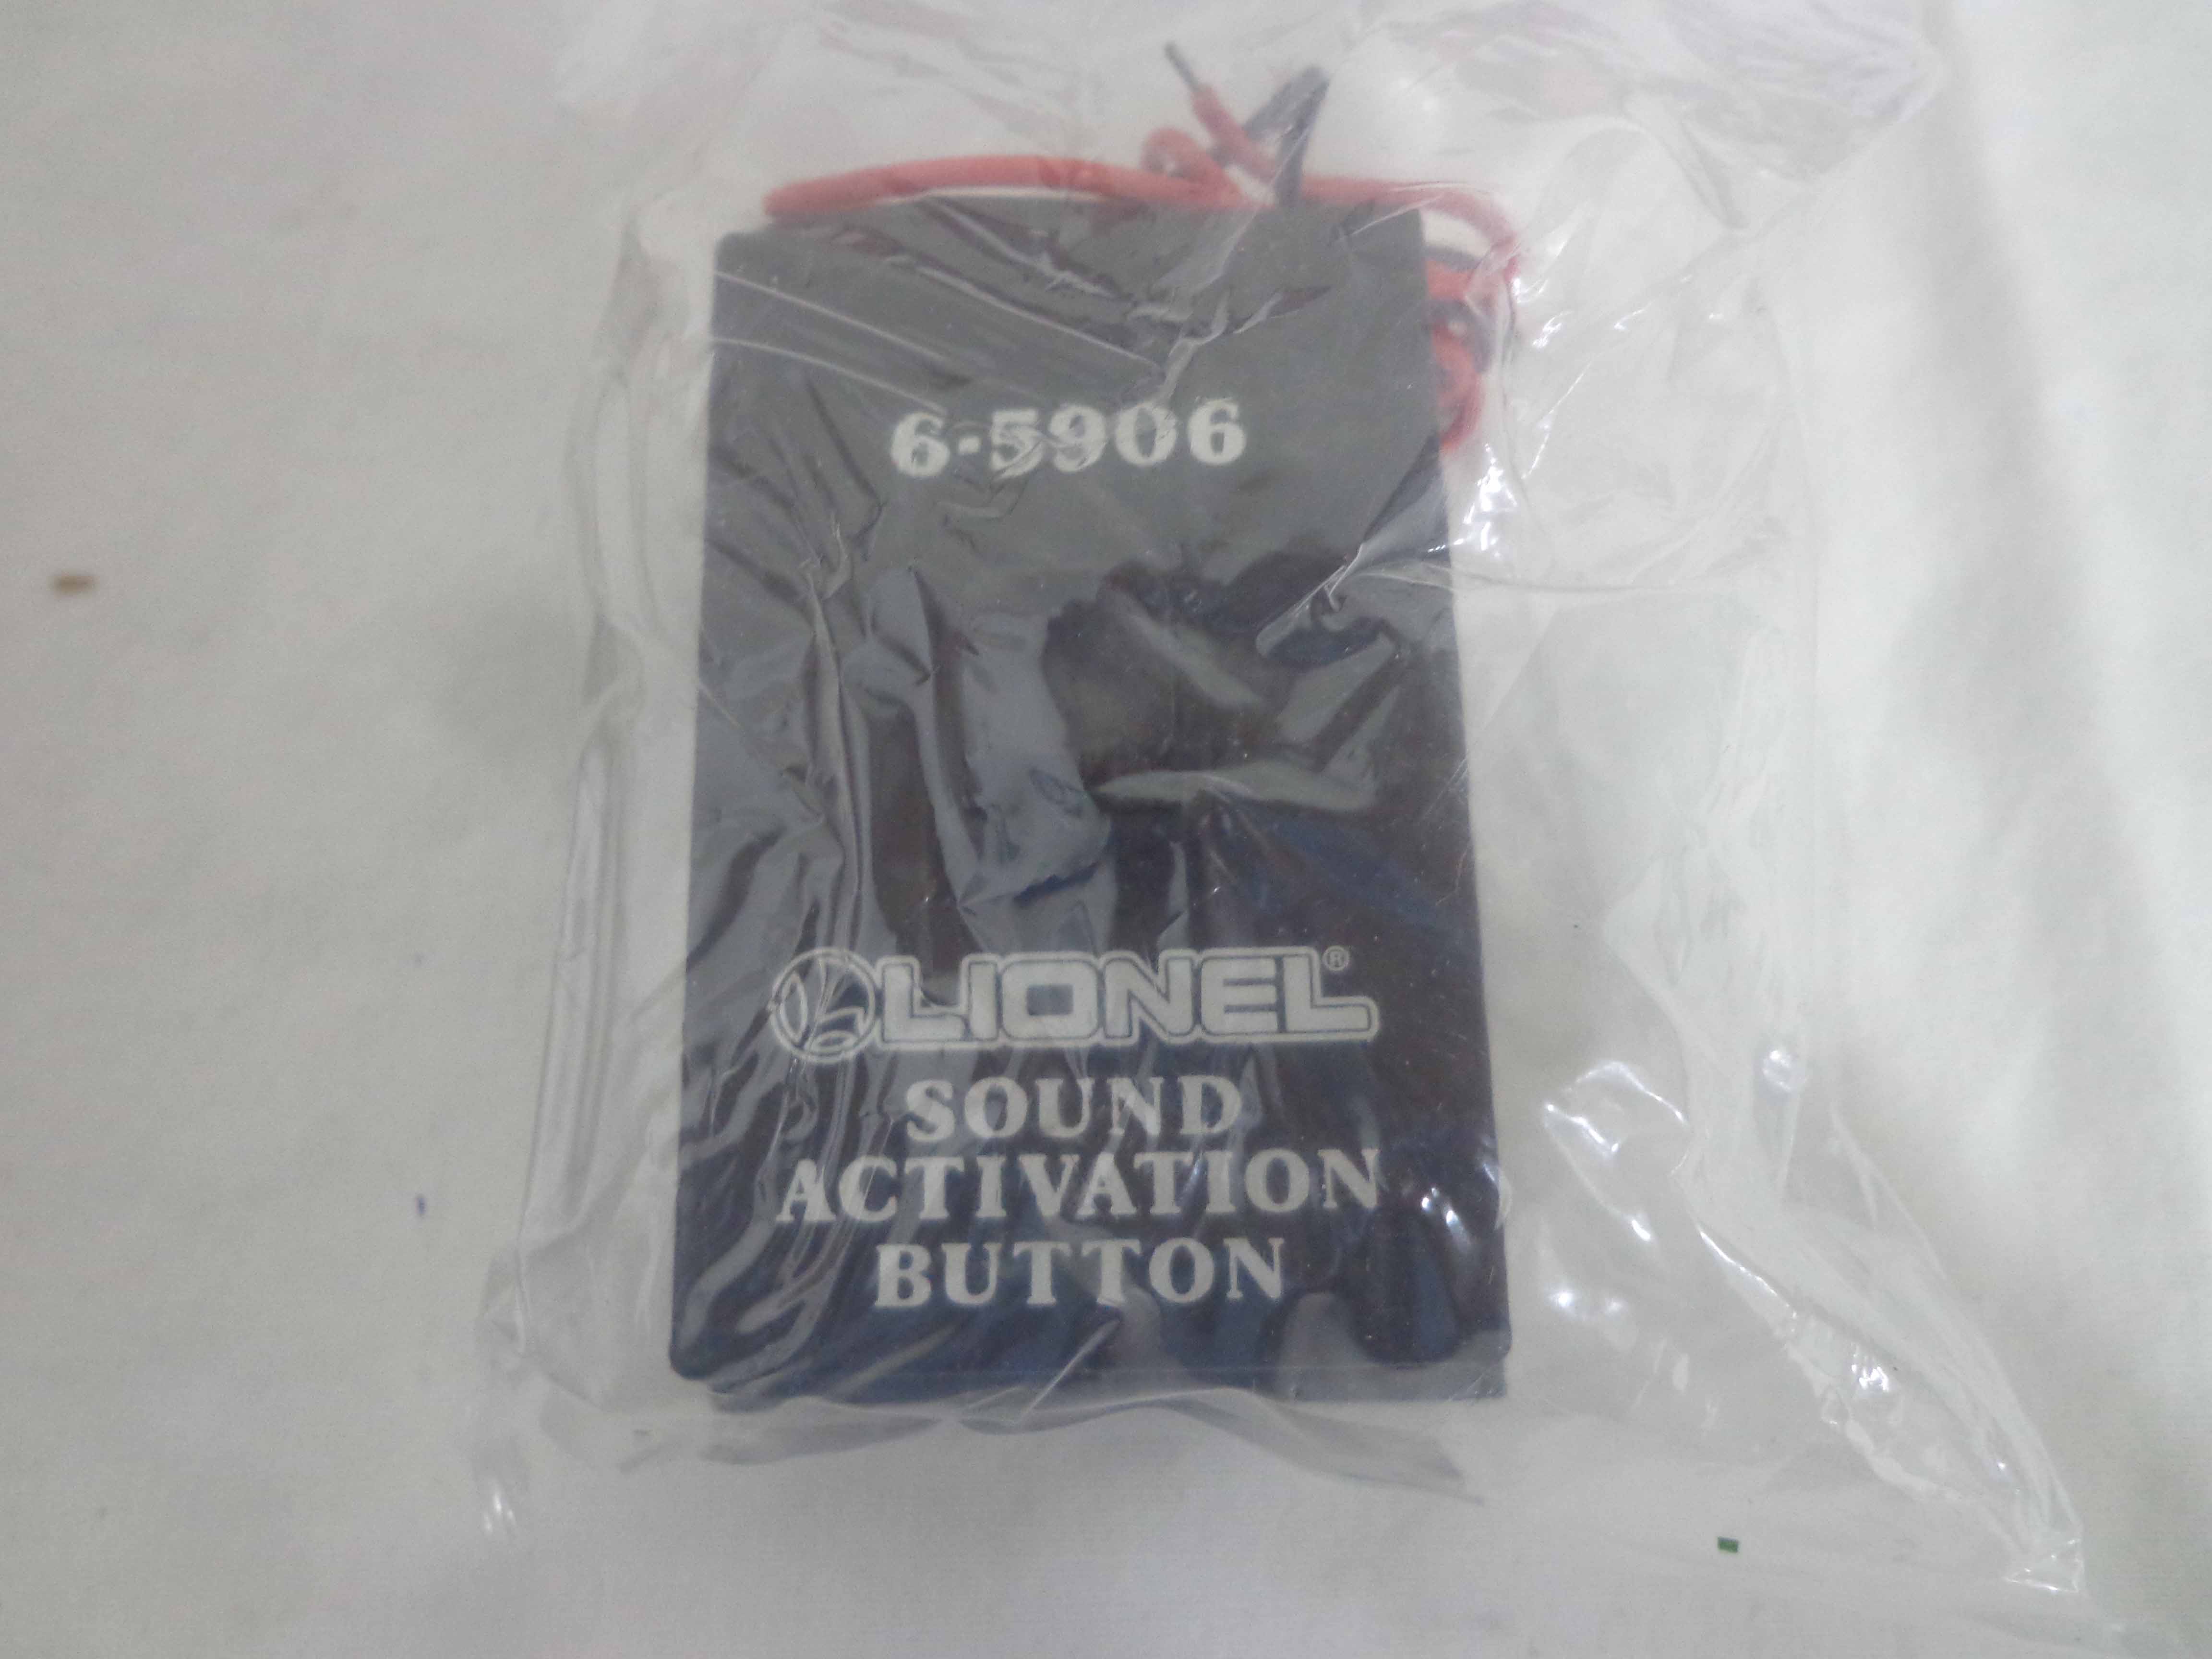 6-5906
LIONEL®
SOUND
ACTIVATION
BUTTON